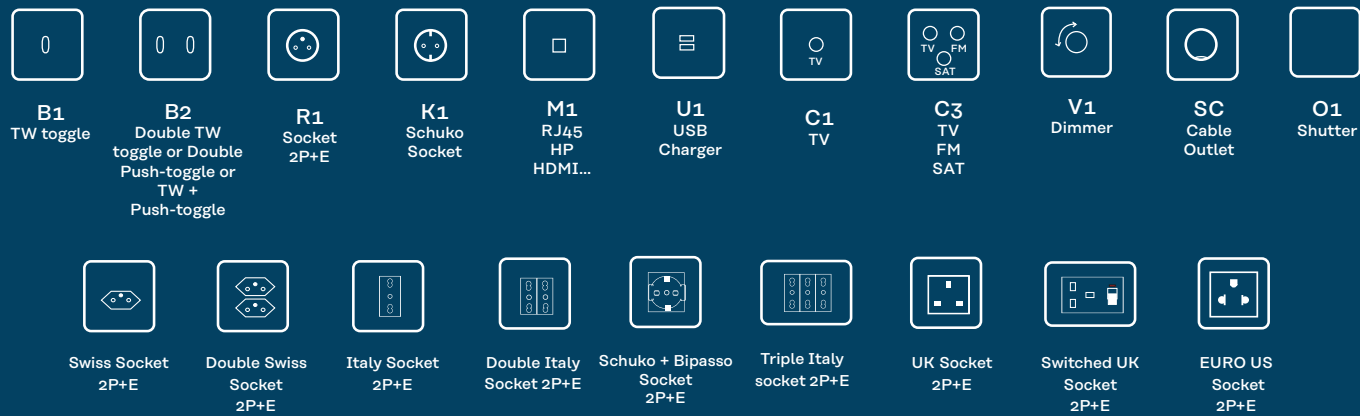 TV
TV FM
SAT
B1
TW toggle
B2
Double TW
toggle or Double
Push-toggle or
TW +
Push-toggle
R1
Socket
2P+E
K1
Schuko
Socket
M1
RJ45
HP
HDMI...
U1
USB
Charger
C1
TV
C3
TV
FM
SAT
V1
Dimmer
SC
Cable
Outlet
O1
Shutter
Swiss Socket
2P+E
Double Swiss
Socket
2P+E
Italy Socket
2P+E
Double Italy
Socket 2P+E
Schuko + Bipasso
Socket
2P+E
Triple Italy
socket 2P+E
UK Socket
2P+E
Switched UK
Socket
2P+E
EURO US
Socket
2P+E